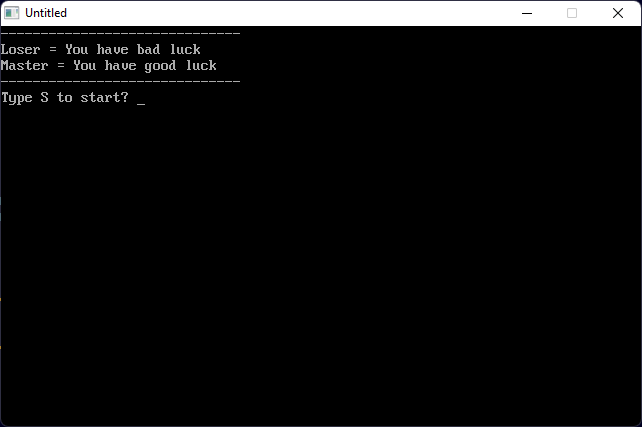 Untitled
------------------------------
Loser = You have bad luck
Master = You have good luck
------------------------------
Type S to start? _